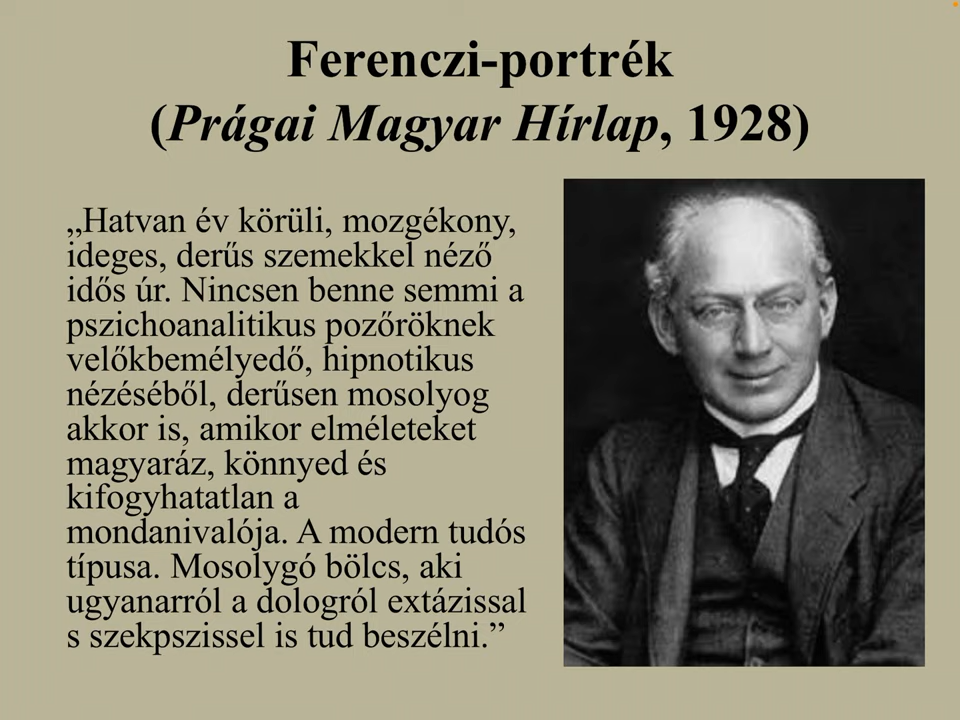 Ferenczi-portrék
(Prágai Magyar Hírlap, 1928)
„Hatvan év körüli, mozgékony,
ideges, derűs szemekkel néző
idős úr. Nincsen benne semmi a
pszichoanalitikus pozőröknek
velőkbemélyedő, hipnotikus
nézéséből, derűsen mosolyog
akkor is, amikor elméleteket
magyaráz, könnyed és
kifogyhatatlan a
mondanivalója. A modern tudós
típusa. Mosolygó bölcs, aki
ugyanarról a dologról extázissal
s szekpszissel is tud beszélni.”